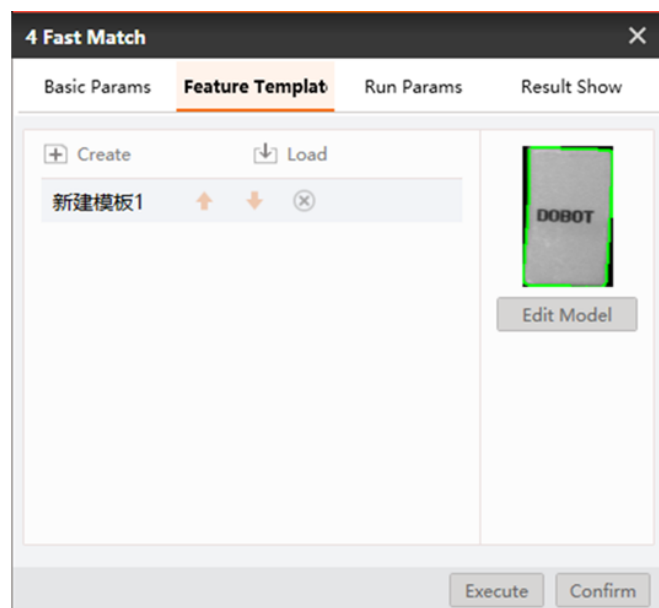 4 Fast Match
Basic Params Feature Templat Run Params Result Show
Create Load
新建模板1
DOBOT
Edit Model
Execute Confirm